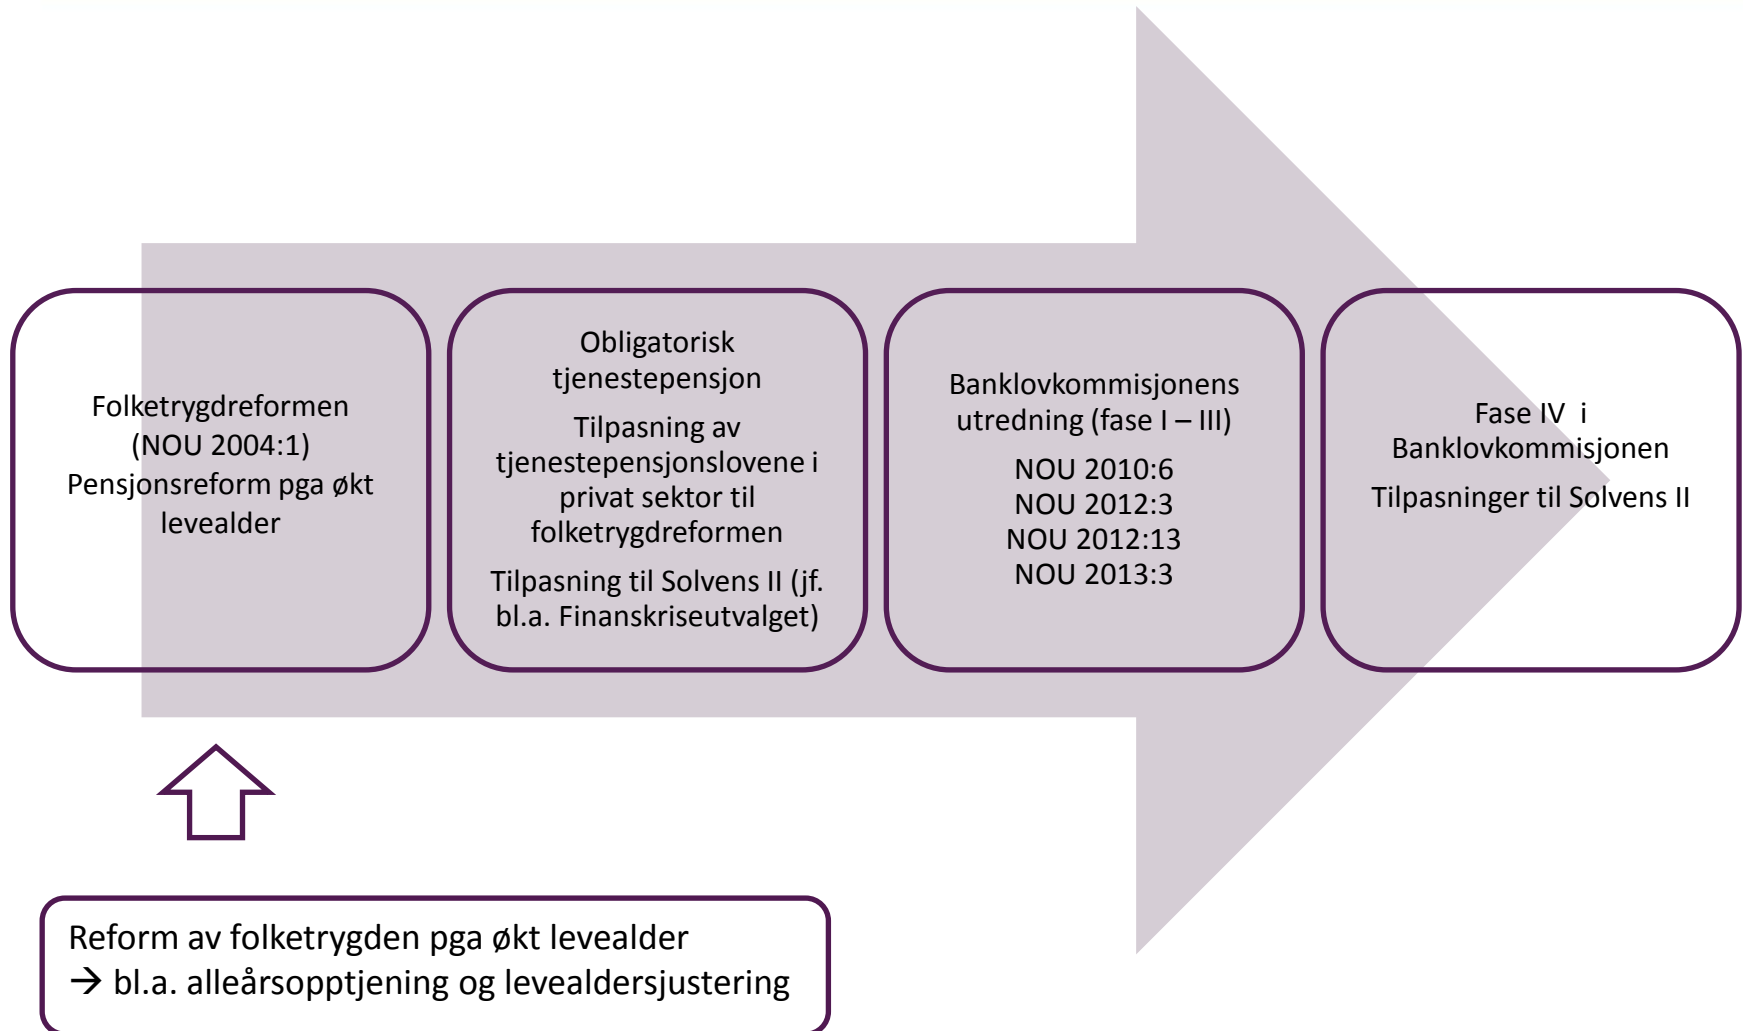 Folketrygdreformen
(NOU 2004:1)
Pensjonsreform pga økt
levealder
Obligatorisk
tjenestepensjon
Tilpasning av
tjenestepensjonslovene i
privat sektor til
folketrygdreformen
Tilpasning til Solvens II (jf.
bl.a. Finanskriseutvalget)
Banklovkommisjonens
utredning (fase I – III)
NOU 2010:6
NOU 2012:3
NOU 2012:13
NOU 2013:3
Fase IV i
Banklovkommisjonen
Tilpasninger til Solvens II
Reform av folketrygden pga økt levealder
→ bl.a. alleårsopptjening og levealdersjustering